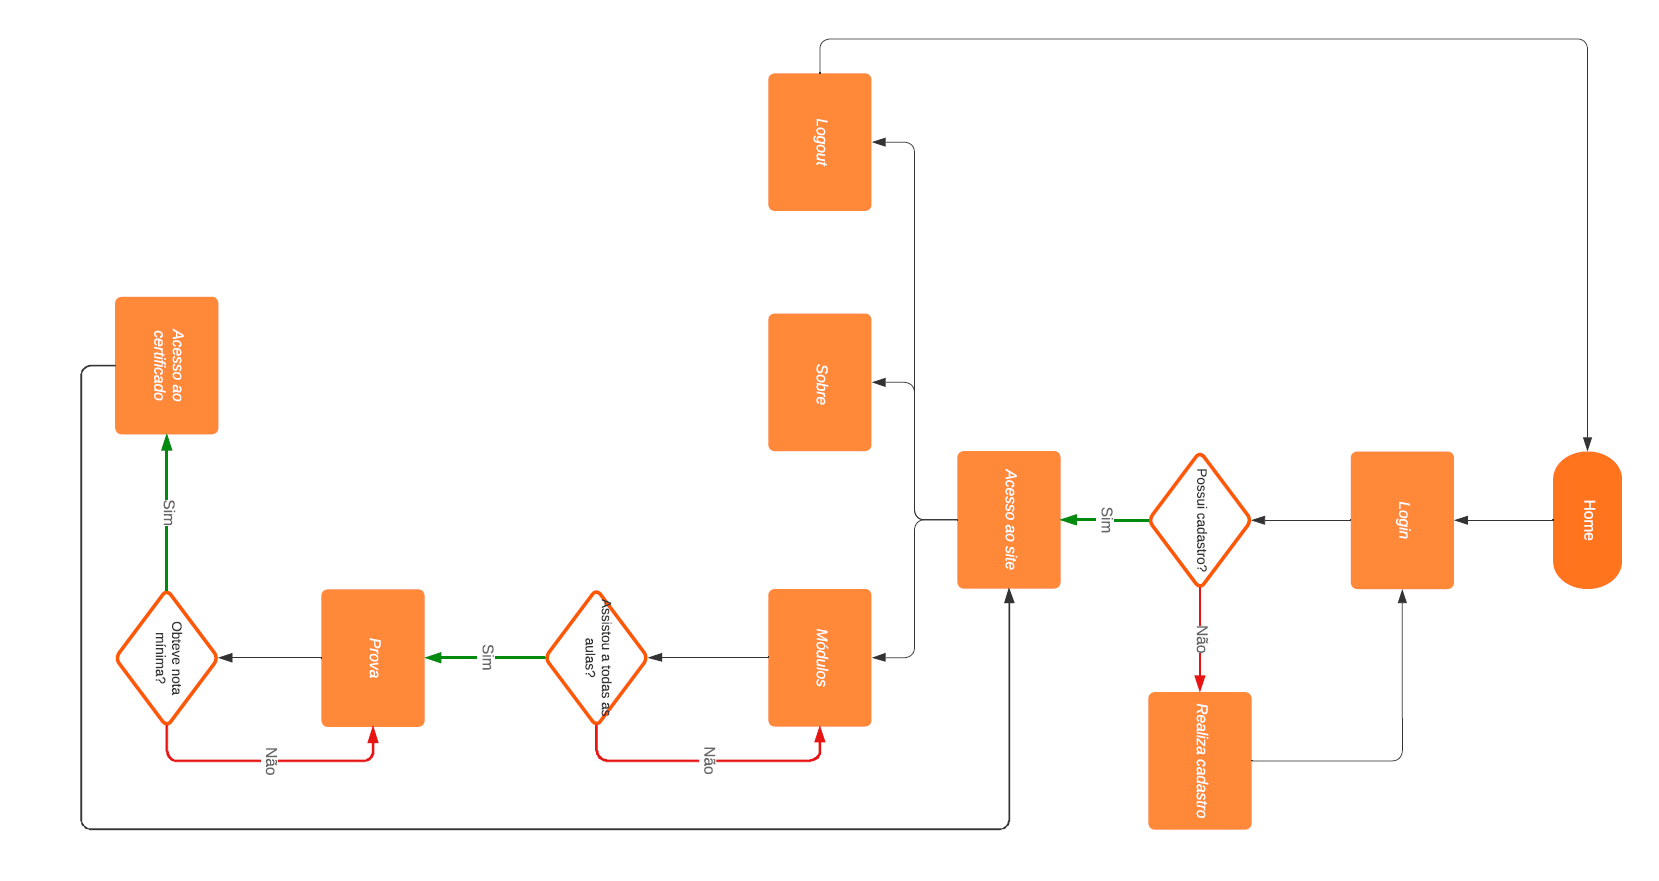 Home
Login
Possui cadastro?
Não
Realiza cadastro
Sim
Acesso ao site
Logout
Sobre
Módulos
Assistou a todas as
aulas?
Não
Sim
Prova
Obteve nota
mínima?
Não
Sim
Acesso ao
certificado